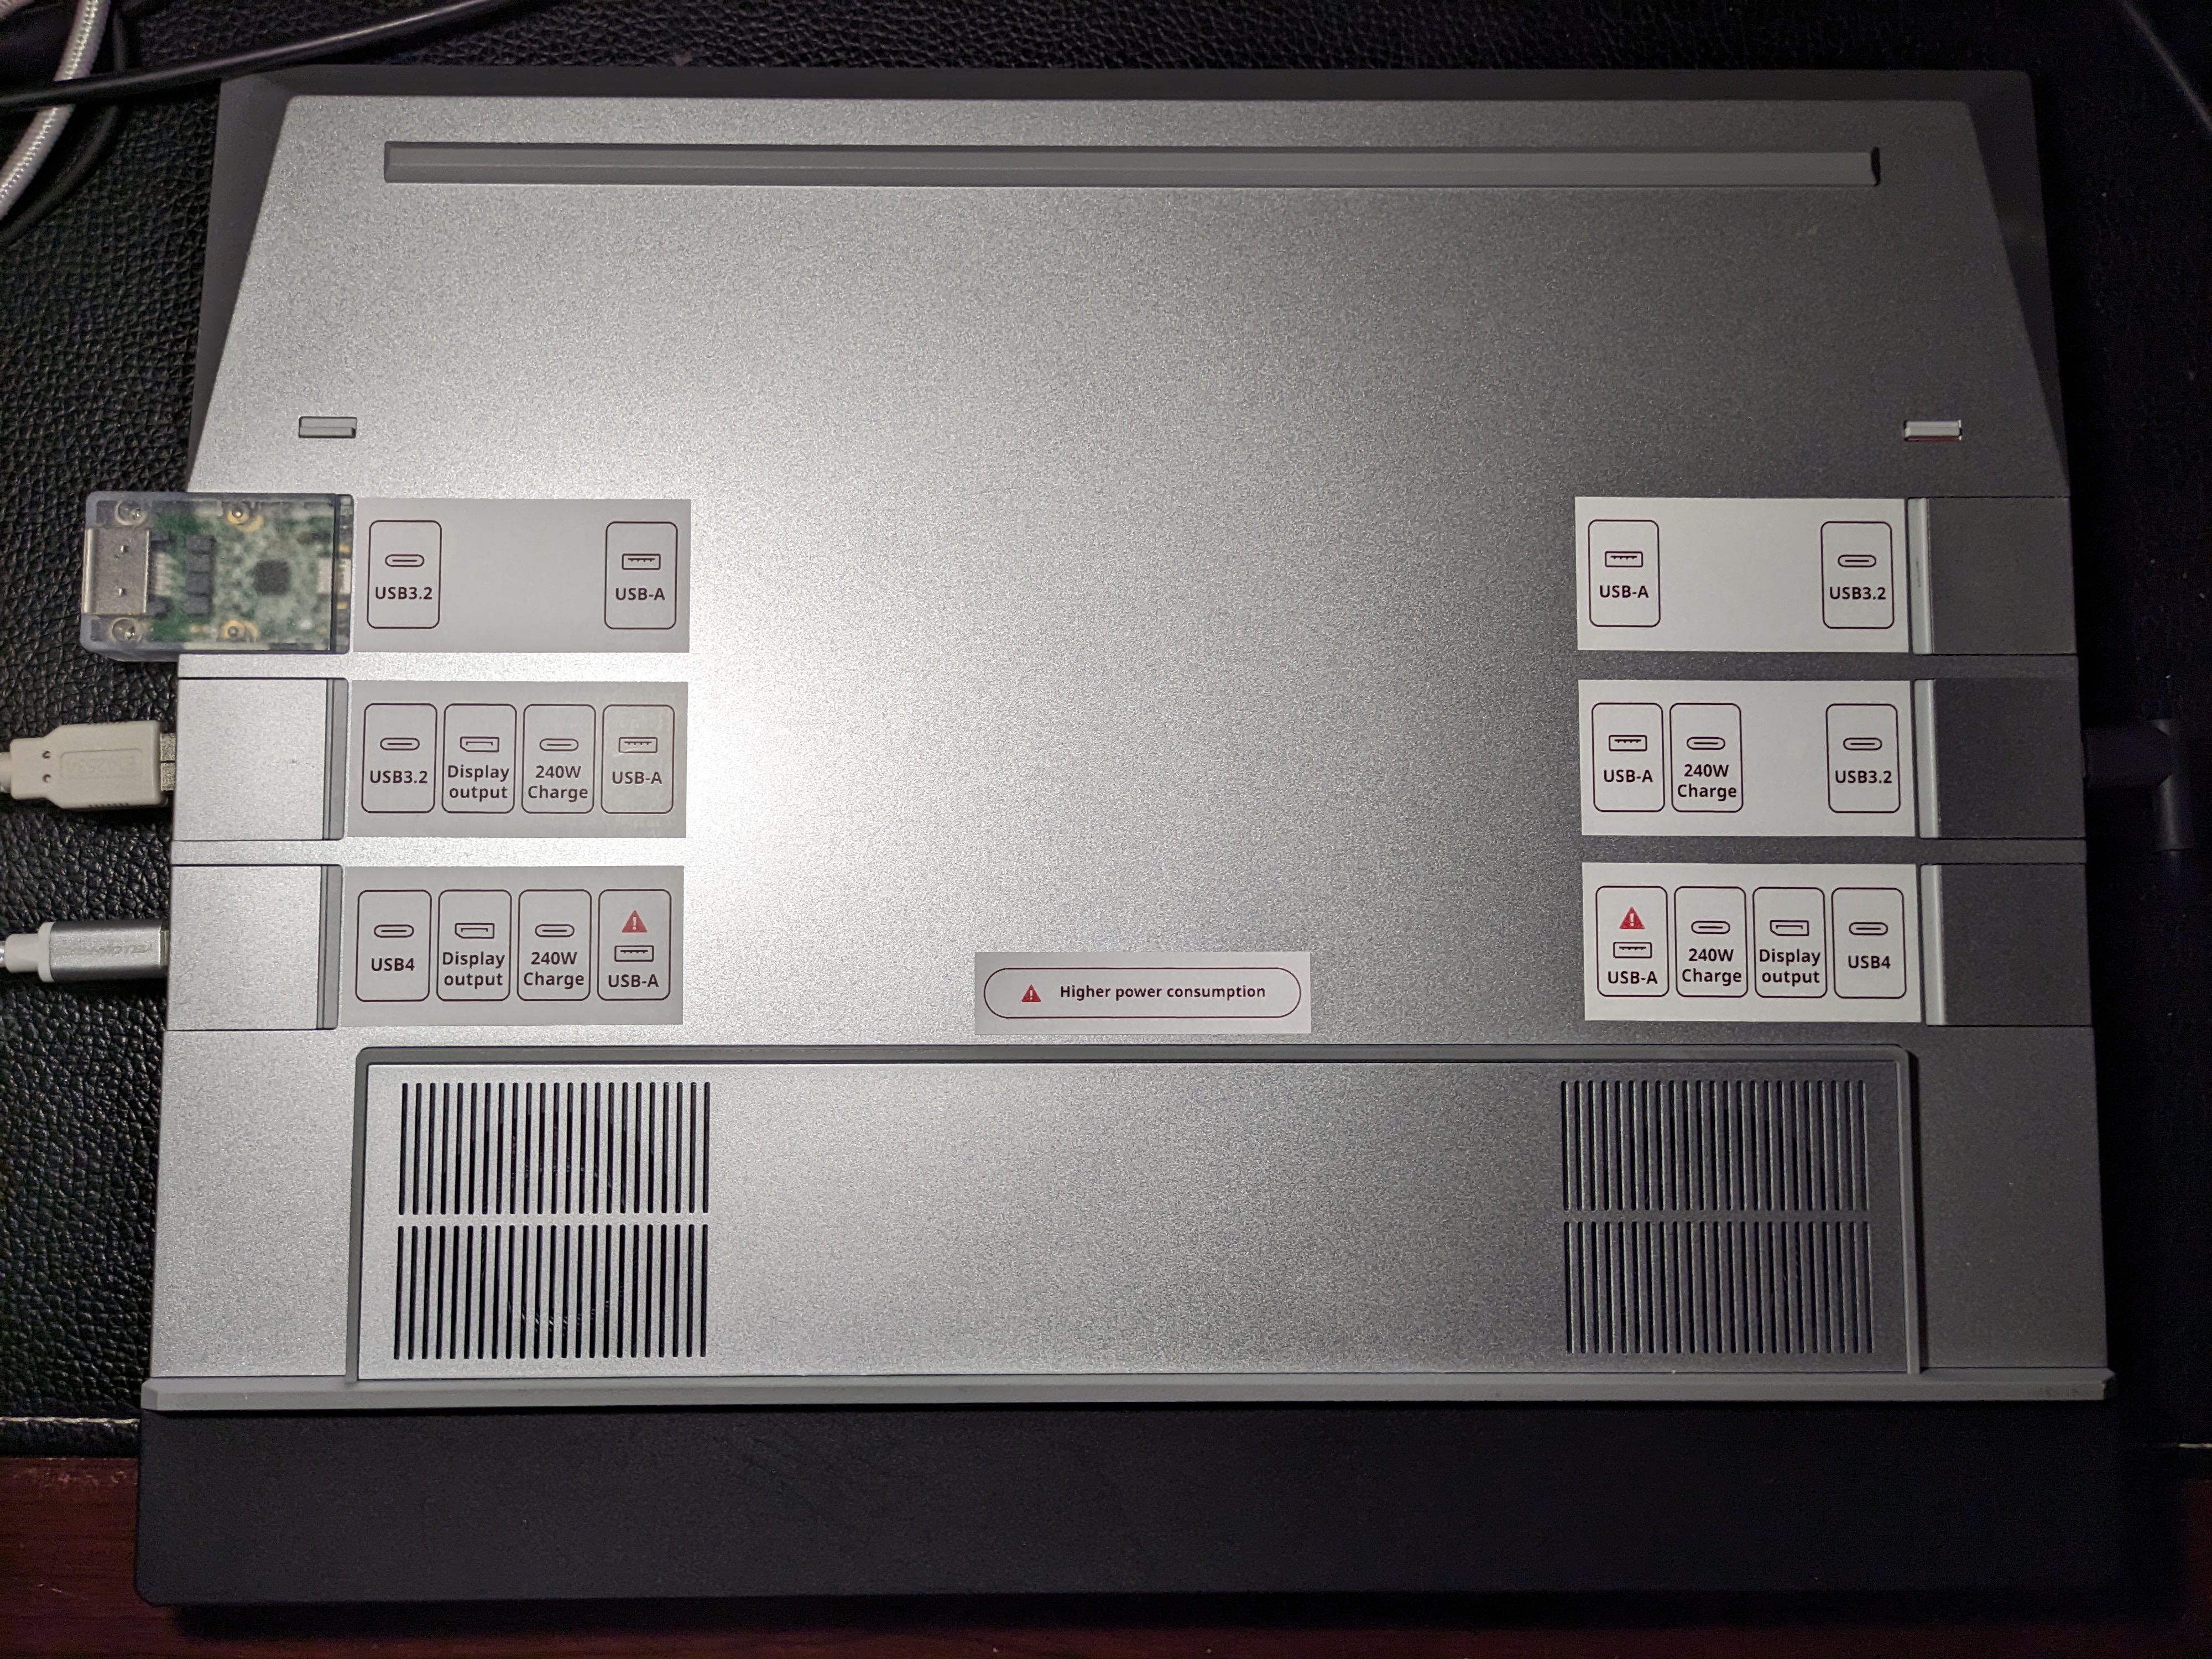 USB3.2
USB-A
USB-A
USB3.2
USB3.2
Display
output
240W
Charge
USB-A
USB-A
240W
Charge
USB3.2
USB4
Display
output
240W
Charge
USB-A
USB-A
240W
Charge
Display
output
USB4
Higher power consumption